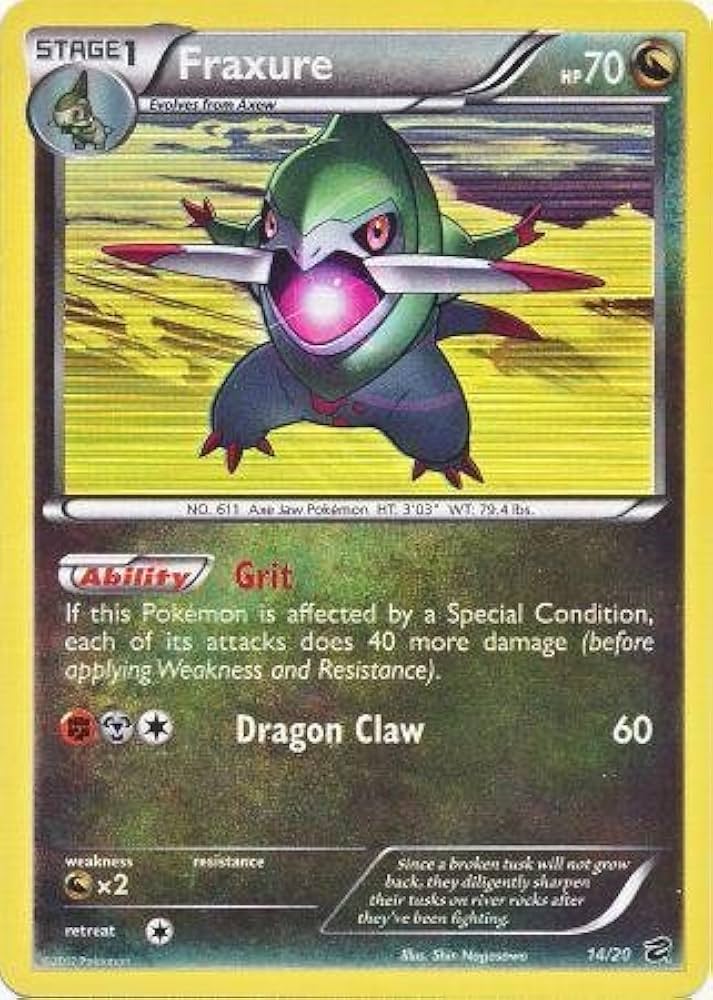 STAGE1
Fraxure
HP70
Evolves from Axew
NO. 611 Axe Jaw Pokémon HT: 3'03" WT: 79.4 lbs.
Ability Grit
If this Pokémon is affected by a Special Condition,
each of its attacks does 40 more damage (before
applying Weakness and Resistance).
Dragon Claw 60
weakness resistance
×2
retreat
Since a broken tusk will not grow
back, they diligently sharpen
their tusks on river rocks after
they've been fighting.
©2012 Pokémon
Illus. Shin Nagasawa
14/20